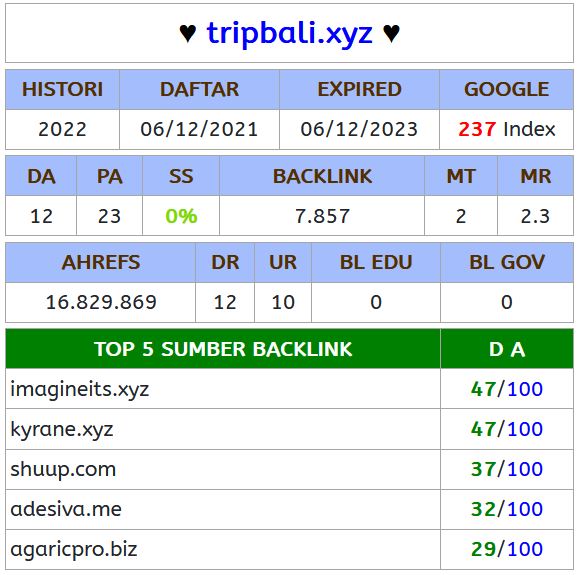 ♥ tripbali.xyz ♥
HISTORI DAFTAR EXPIRED GOOGLE
2022 06/12/2021 06/12/2023 237 Index
DA PA SS BACKLINK MT MR
12 23 0% 7.857 2 2.3
AHREFS DR UR BL EDU BL GOV
16.829.869 12 10 0 0
TOP 5 SUMBER BACKLINK D A
imagineits.xyz 47/100
kyrane.xyz 47/100
shuup.com 37/100
adesiva.me 32/100
agaricpro.biz 29/100